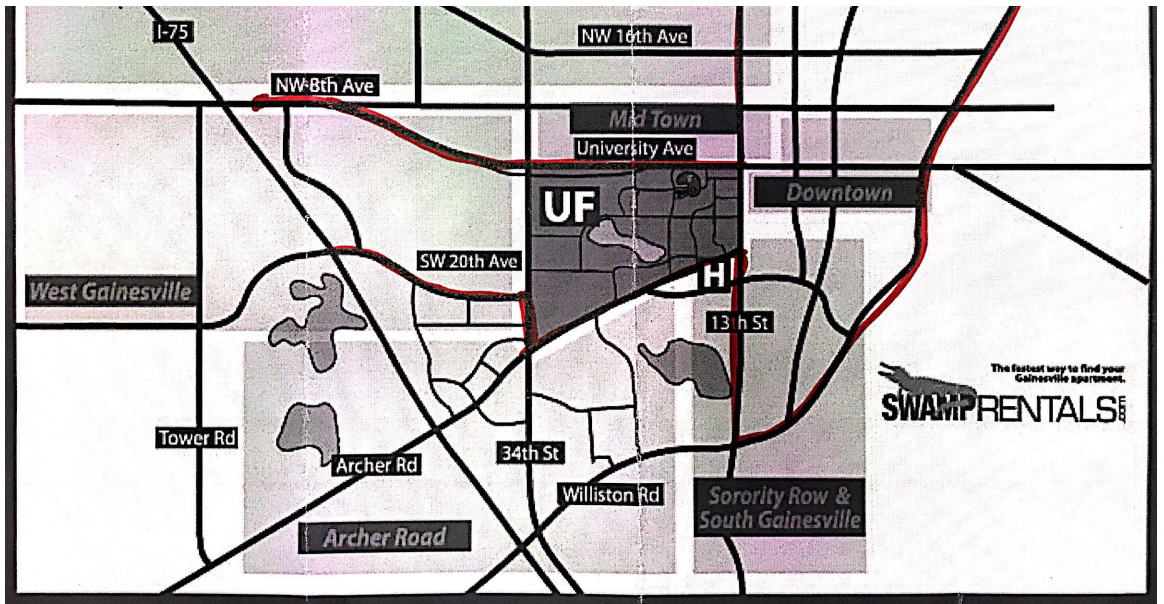 I-75
NW 16th Ave
NW 8th Ave
Mid Town
University Ave
UF
Downtown
SW 20th Ave
H
West Gainesville
13th St
The fastest way to find your
Gainesville apartment.
SWAMPRENTALS.COM
Tower Rd
Archer Rd
34th St
Williston Rd
Sorority Row &
South Gainesville
Archer Road